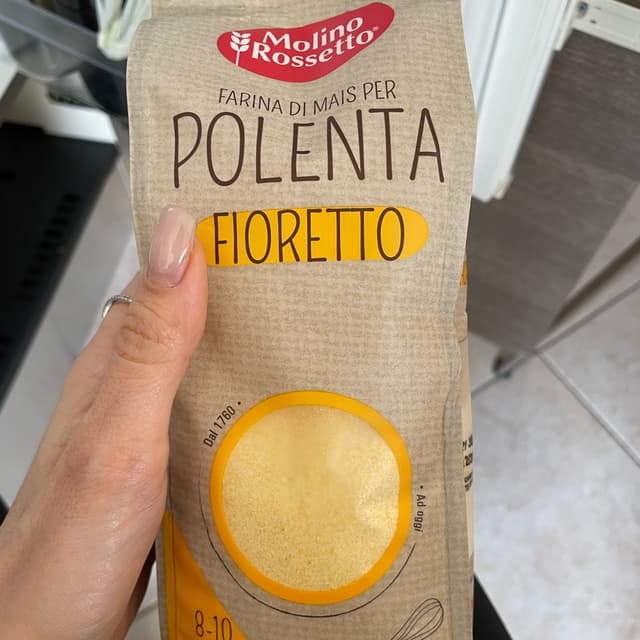 Molino
Rossetto
FARINA DI MAIS PER
POLENTA
FIORETTO
Dal 1760 •
• Ad oggi
8-10